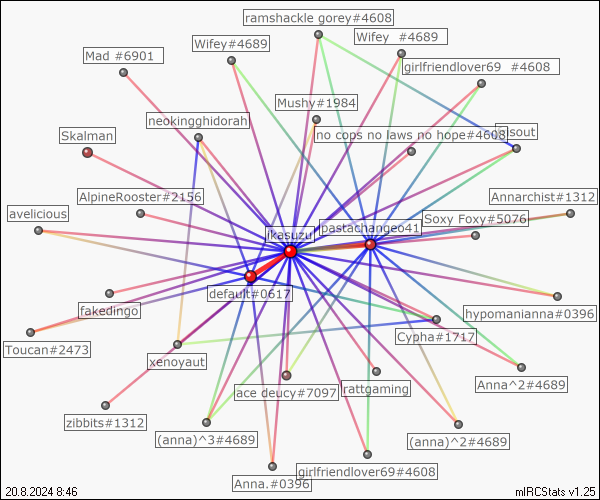 ramshackle gorey#4608
Wifey#4689
Wifey #4689
Mad #6901
girlfriendlover69 #4608
Mushy#1984
neokingghidorah
no cops no laws no hope#4608
Skalman
AlpineRooster#2156
Annarchist#1312
avelicious
Soxy Foxy#5076
pastachangeo41
ikasuzu
default#0617
fakedingo
hypomanianna#0396
Cypha#1717
Toucan#2473
xenoyaut
Anna^2#4689
ace deucy#7097
rattgaming
zibbits#1312
(anna)^3#4689
(anna)^2#4689
girlfriendlover69#4608
Anna.#0396
20.8.2024 8:46
mIRCStats v1.25